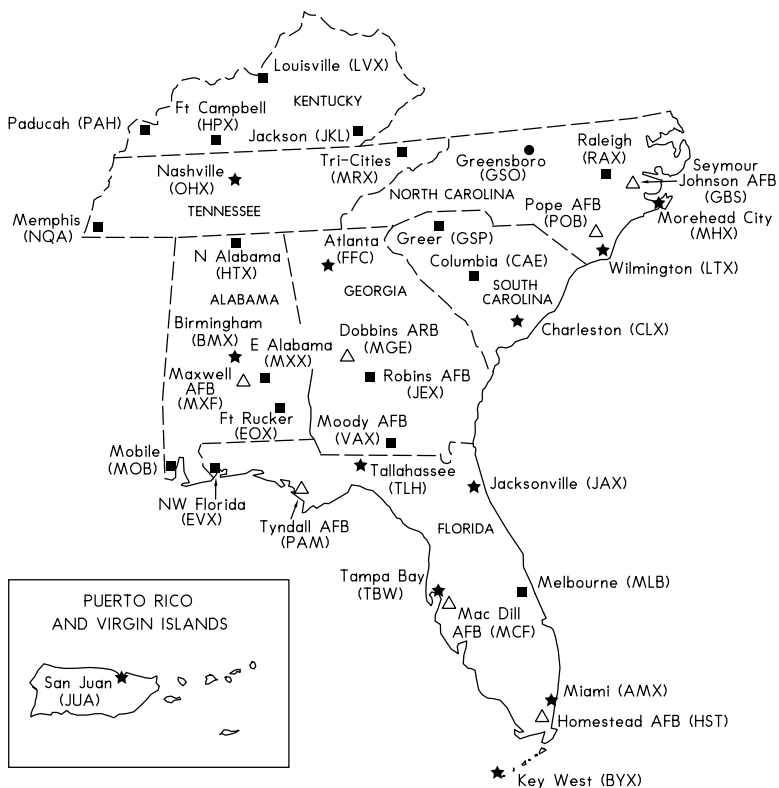 Louisville (LVX)
KENTUCKY
Ft Campbell
(HPX)
Paducah (PAH)
Jackson (JKL)
Tri-Cities
(MRX)
Greensboro
(GSO)
Raleigh
(RAX)
Seymour
Johnson AFB
(GBS)
Nashville
(OHX)
TENNESSEE
NORTH CAROLINA
Pope AFB
(POB)
Morehead City
(MHX)
Memphis
(NQA)
N Alabama
(HTX)
Atlanta
(FFC)
Greer (GSP)
Columbia (CAE)
Wilmington (LTX)
ALABAMA
GEORGIA
SOUTH
CAROLINA
Birmingham
(BMX)
Dobbins ARB
(MGE)
Charleston (CLX)
E Alabama
(MXX)
Maxwell
AFB
(MXF)
Robins AFB
(JEX)
Ft Rucker
(EOX)
Moody AFB
(VAX)
Mobile
(MOB)
Tallahassee
(TLH)
Jacksonville (JAX)
NW Florida
(EVX)
Tyndall AFB
(PAM)
FLORIDA
Tampa Bay
(TBW)
Melbourne (MLB)
Mac Dill
AFB (MCF)
PUERTO RICO
AND VIRGIN ISLANDS
San Juan
(JUA)
Miami (AMX)
Homestead AFB (HST)
Key West (BYX)